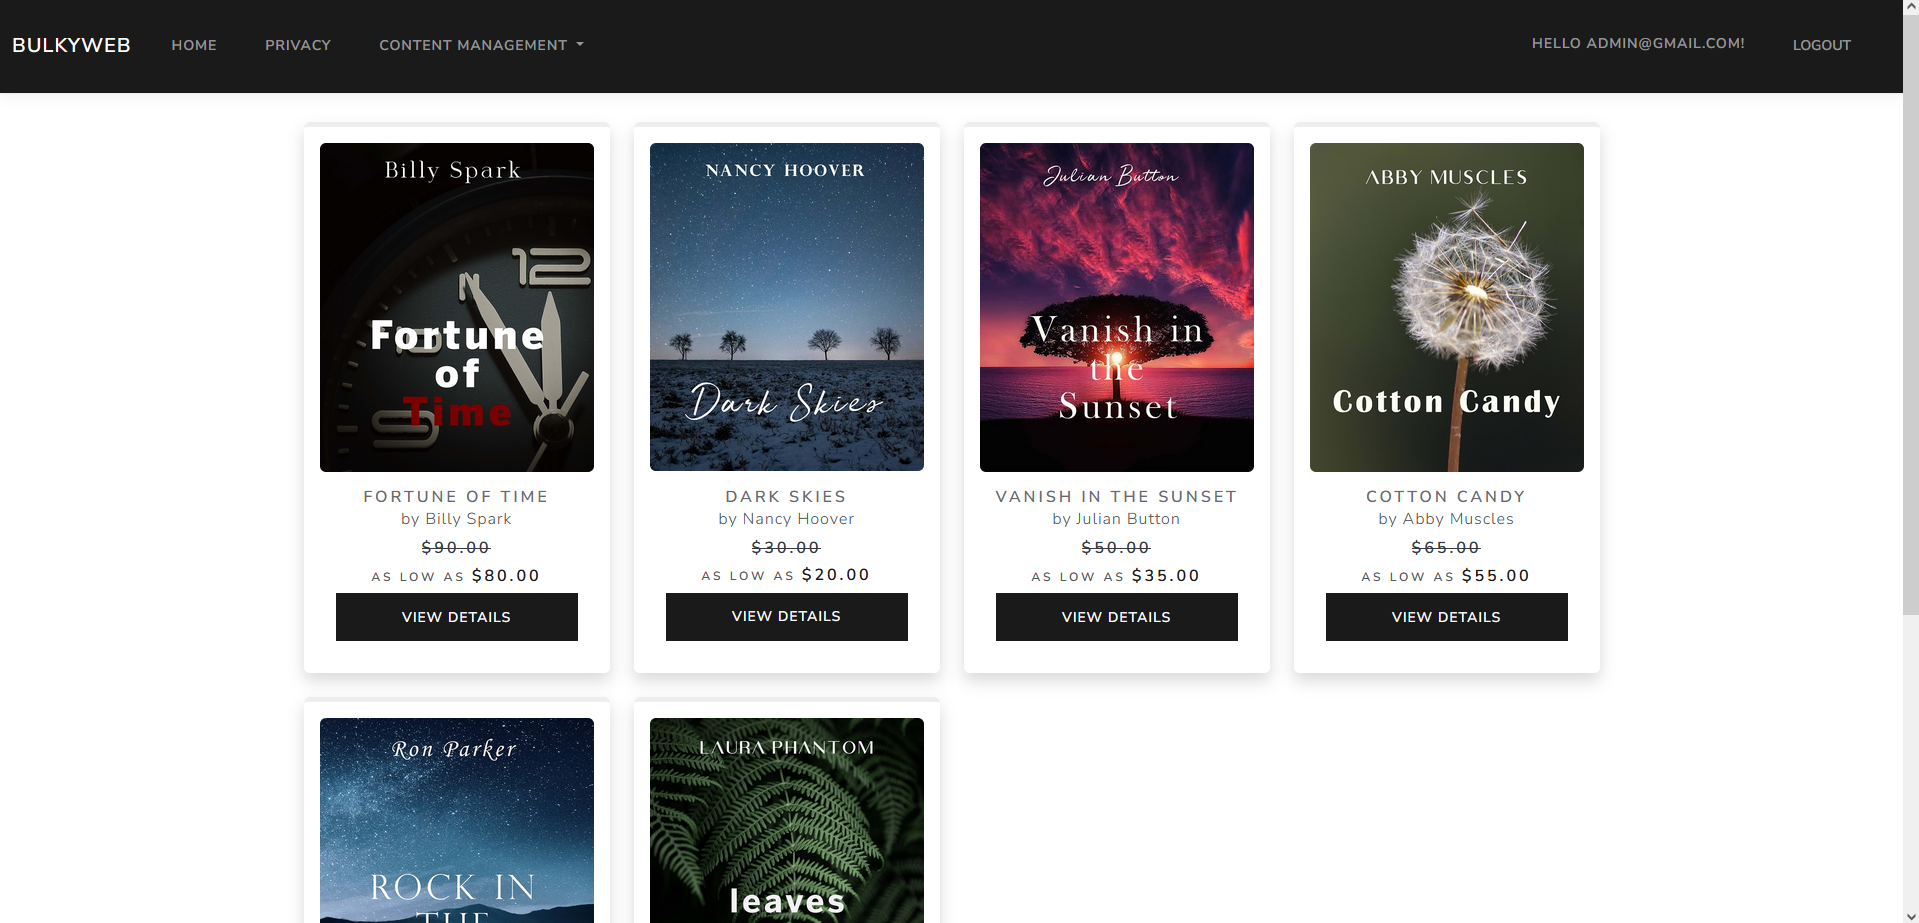 BULKYWEB HOME PRIVACY CONTENT MANAGEMENT HELLO ADMIN@GMAIL.COM! LOGOUT
Billy Spark
12
Fortune
of
Time
9
FORTUNE OF TIME
by Billy Spark
$90.00
AS LOW AS $80.00
VIEW DETAILS
NANCY HOOVER
Dark Skies
DARK SKIES
by Nancy Hoover
$30.00
AS LOW AS $20.00
VIEW DETAILS
Julian Button
Vanish in
the
Sunset
VANISH IN THE SUNSET
by Julian Button
$50.00
AS LOW AS $35.00
VIEW DETAILS
ABBY MUSCLES
Cotton Candy
COTTON CANDY
by Abby Muscles
$65.00
AS LOW AS $55.00
VIEW DETAILS
Ron Parker
ROCK IN
THE
LAURA PHANTOM
leaves